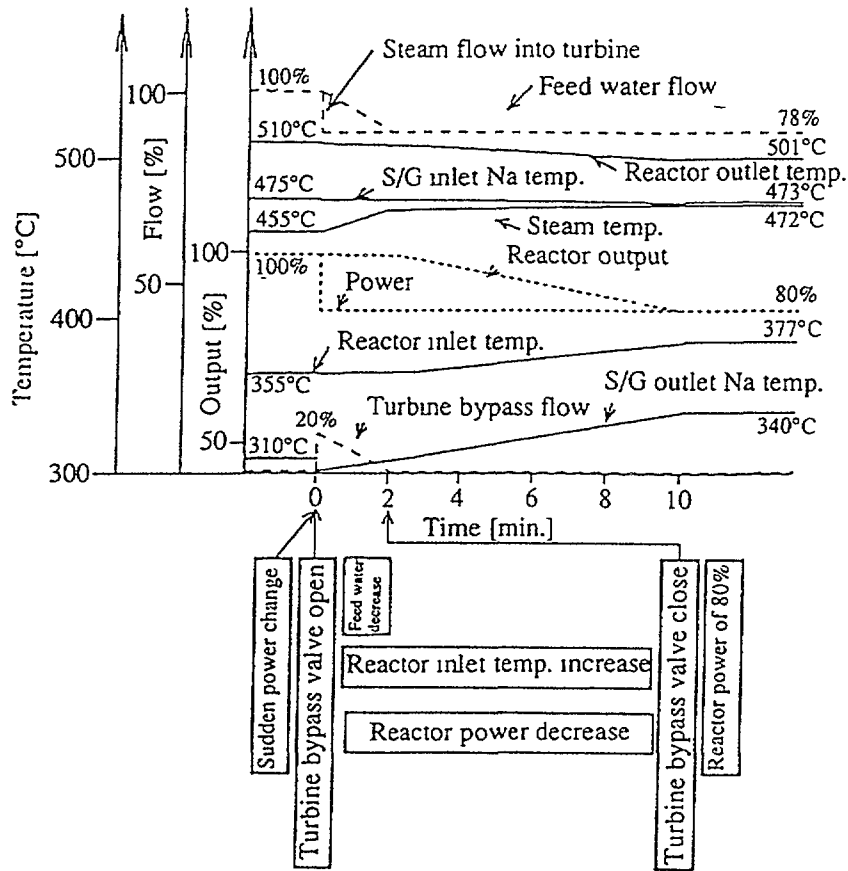 Steam flow into turbine
100%
100
Feed water flow
78%
510°C
501°C
500
Reactor outlet temp.
S/G inlet Na temp.
475°C
473°C
455°C
Steam temp.
472°C
100
Reactor output
100%
50
Power
80%
400
377°C
Reactor inlet temp.
355°C
S/G outlet Na temp.
Turbine bypass flow
20%
340°C
50
310°C
300
Temperature [°C]
Flow [%]
Output [%]
0 2 4 6 8 10
Time [min.]
Sudden power change
Turbine bypass valve open
Feed water
decrease
Reactor inlet temp. increase
Reactor power decrease
Turbine bypass valve close
Reactor power of 80%